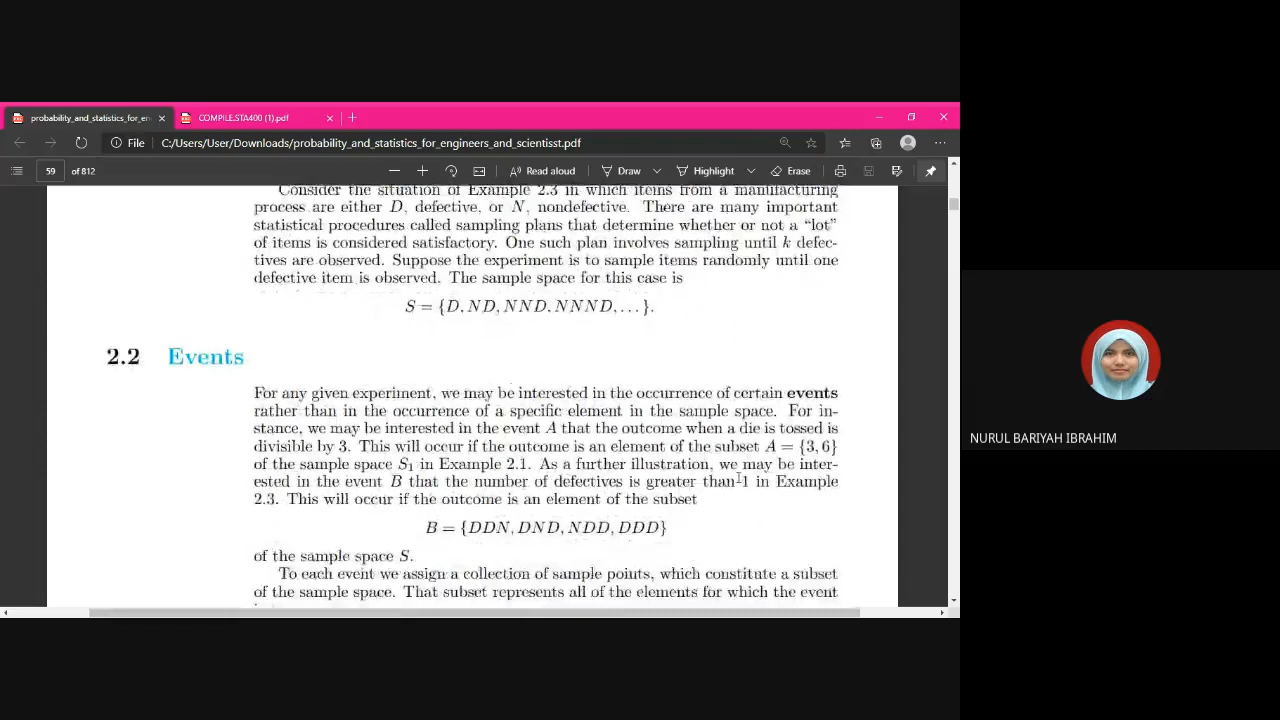 probability_and_statistics_for_en
COMPILE.STA400 (1).pdf
File C:/Users/User/Downloads/probability_and_statistics_for_engineers_and_scientisst.pdf
59 of 812 Read aloud Draw Highlight Erase
Consider the situation of Example 2.3 in which items from a manufacturing
process are either D, defective, or N, nondefective. There are many important
statistical procedures called sampling plans that determine whether or not a “lot”
of items is considered satisfactory. One such plan involves sampling until k defec-
tives are observed. Suppose the experiment is to sample items randomly until one
defective item is observed. The sample space for this case is
S = {D, ND, NND, NNND, . . . }.
2.2 Events
For any given experiment, we may be interested in the occurrence of certain events
rather than in the occurrence of a specific element in the sample space. For in-
stance, we may be interested in the event A that the outcome when a die is tossed is
divisible by 3. This will occur if the outcome is an element of the subset A = {3, 6}
of the sample space S₁ in Example 2.1. As a further illustration, we may be inter-
ested in the event B that the number of defectives is greater than 1 in Example
2.3. This will occur if the outcome is an element of the subset
B = {DDN, DND, NDD, DDD}
of the sample space S.
To each event we assign a collection of sample points, which constitute a subset
of the sample space. That subset represents all of the elements for which the event
NURUL BARIYAH IBRAHIM